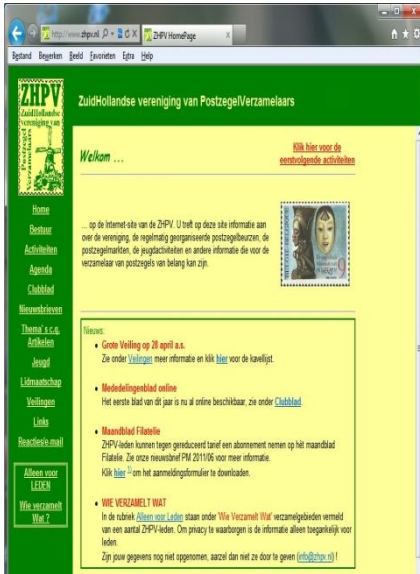 http://www.zhpv.nl
ZHPV HomePage
Bestand Bewerken Beeld Favorieten Extra Help
ZHPV
ZuidHollandse
vereniging van
Postzegel
Verzamelaars
ZuidHollandse vereniging van PostzegelVerzamelaars
Home
Bestuur
Activiteiten
Agenda
Clubblad
Nieuwsbrieven
Thema's c.q.
Artikelen
Jeugd
Lidmaatschap
Veilingen
Links
Reacties/e-mail
Alleen voor
LEDEN
Wie verzamelt
Wat ?
Welkom ...
Klik hier voor de
eerstvolgende activiteiten
... op de Internet-site van de ZHPV. U treft op deze site informatie aan
over de vereniging, de regelmatig georganiseerde postzegelbeurzen, de
postzegelmarkten, de jeugdactiviteiten en andere informatie die voor de
verzamelaar van postzegels van belang kan zijn.
9
Nieuws:
Grote Veiling op 20 april a.s.
Zie onder Veilingen meer informatie en klik hier voor de kavellijst.
Mededelingenblad online
Het eerste blad van dit jaar is nu al online beschikbaar, zie onder Clubblad.
Maandblad Filatelie
ZHPV-leden kunnen tegen gereduceerd tarief een abonnement nemen op hèt maandblad
Filatelie. Zie onze nieuwsbrief PM 2011/06 voor meer informatie.
Klik hier om het aanmeldingsformulier te downloaden.
WIE VERZAMELT WAT
In de rubriek Alleen voor Leden staan onder 'Wie Verzamelt Wat' verzamelgebieden vermeld
van een aantal ZHPV-leden. Om privacy te waarborgen is de informatie alleen toegankelijk voor
leden.
Zijn jouw gegevens nog niet opgenomen, aarzel dan niet ze door te geven (info@zhpv.nl) !